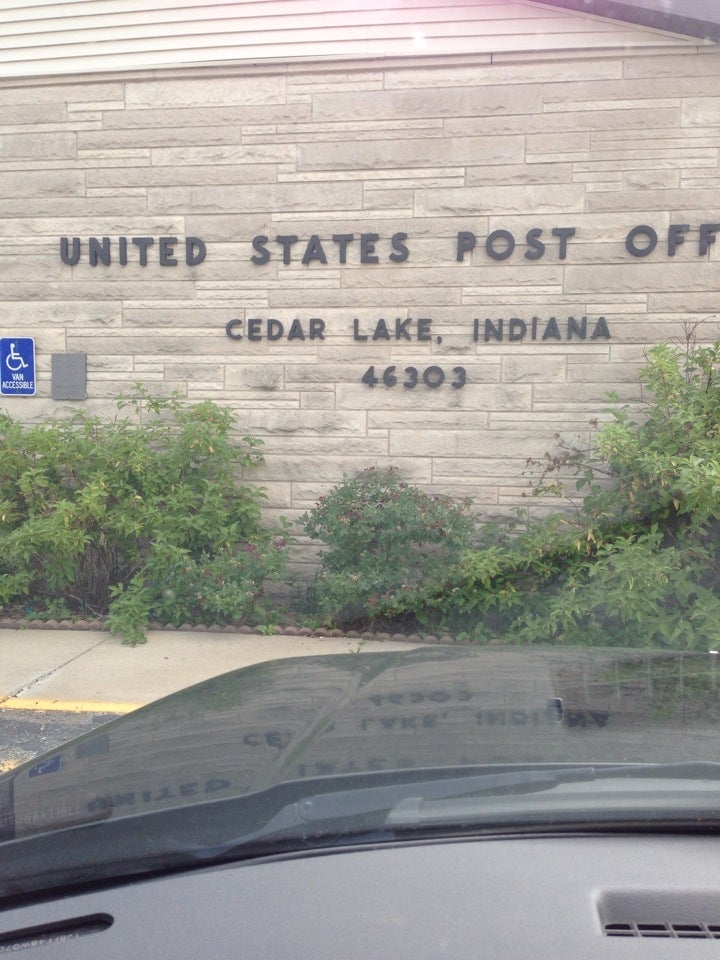 UNITED STATES POST OFF
CEDAR LAKE, INDIANA
46303
VAN
ACCESSIBLE